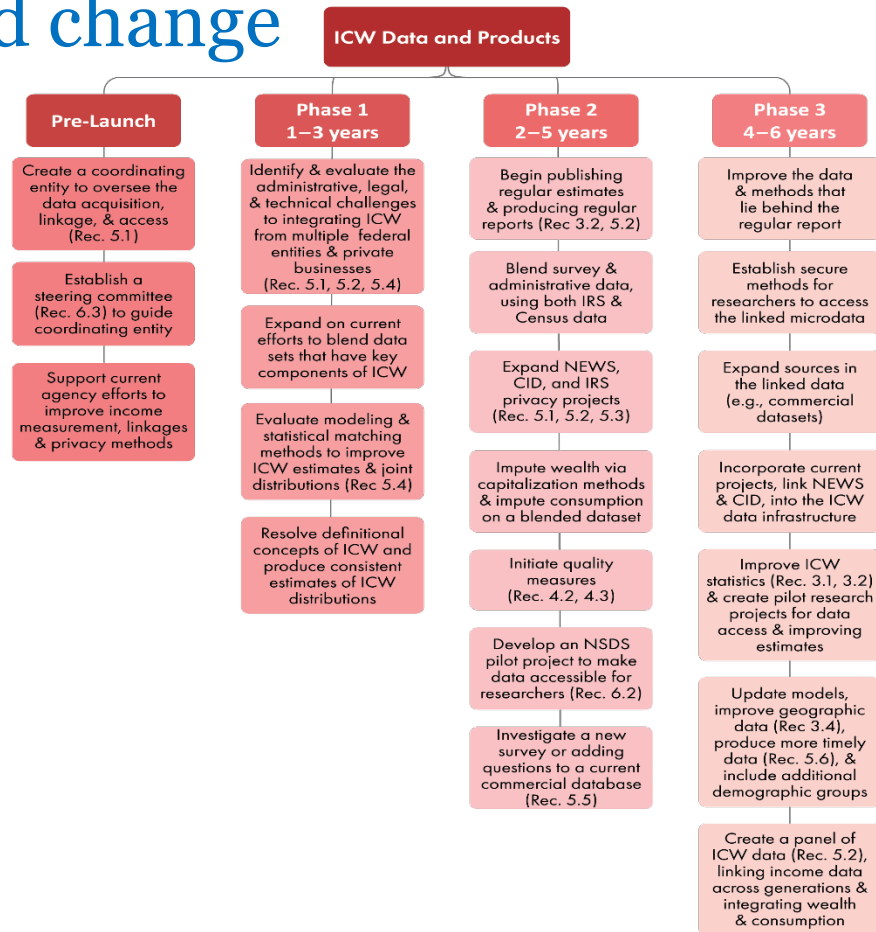 d change
ICW Data and Products
Pre-Launch
Create a coordinating
entity to oversee the
data acquisition,
linkage, & access
(Rec. 5.1)
Establish a
steering committee
(Rec. 6.3) to guide
coordinating entity
Support current
agency efforts to
improve income
measurement, linkages
& privacy methods
Phase 1
1–3 years
Identify & evaluate the
administrative, legal,
& technical challenges
to integrating ICW
from multiple federal
entities & private
businesses
(Rec. 5.1, 5.2, 5.4)
Expand on current
efforts to blend data
sets that have key
components of ICW
Evaluate modeling &
statistical matching
methods to improve
ICW estimates & joint
distributions (Rec 5.4)
Resolve definitional
concepts of ICW and
produce consistent
estimates of ICW
distributions
Phase 2
2–5 years
Begin publishing
regular estimates
& producing regular
reports (Rec 3.2, 5.2)
Blend survey &
administrative data,
using both IRS &
Census data
Expand NEWS,
CID, and IRS
privacy projects
(Rec. 5.1, 5.2, 5.3)
Impute wealth via
capitalization methods
& impute consumption
on a blended dataset
Initiate quality
measures
(Rec. 4.2, 4.3)
Develop an NSDS
pilot project to make
data accessible for
researchers (Rec. 6.2)
Investigate a new
survey or adding
questions to a current
commercial database
(Rec. 5.5)
Phase 3
4–6 years
Improve the data
& methods that
lie behind the
regular report
Establish secure
methods for
researchers to access
the linked microdata
Expand sources in
the linked data
(e.g., commercial
datasets)
Incorporate current
projects, link NEWS
& CID, into the ICW
data infrastructure
Improve ICW
statistics (Rec. 3.1, 3.2)
& create pilot research
projects for data
access & improving
estimates
Update models,
improve geographic
data (Rec 3.4),
produce more timely
data (Rec. 5.6), &
include additional
demographic groups
Create a panel of
ICW data (Rec. 5.2),
linking income data
across generations &
integrating wealth
& consumption